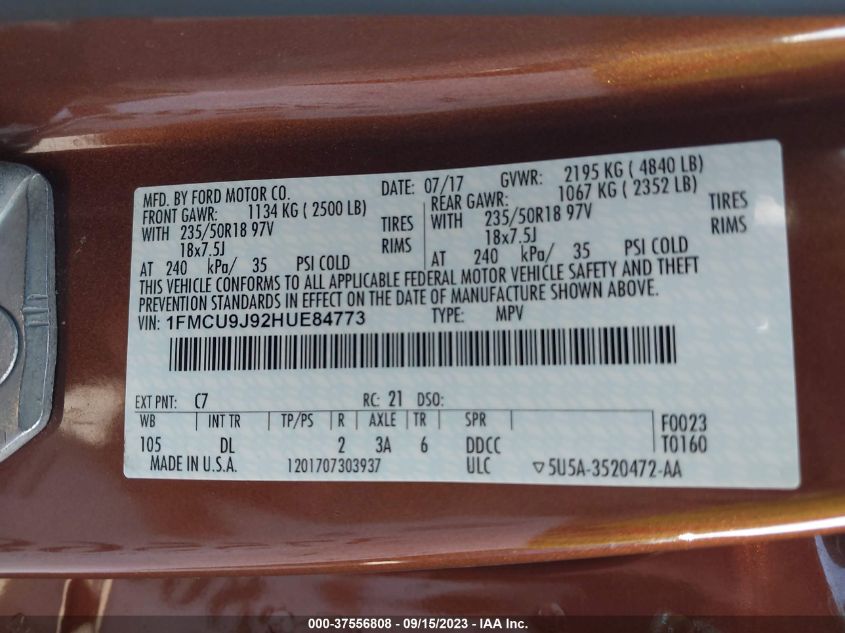 MFD. BY FORD MOTOR CO.
DATE: 07/17 GVWR: 2195 KG ( 4840 LB)
FRONT GAWR: 1134 KG ( 2500 LB)
REAR GAWR: 1067 KG ( 2352 LB)
WITH 235/50R18 97V TIRES
WITH 235/50R18 97V TIRES
18x7.5J RIMS
18x7.5J RIMS
AT 240 kPa/ 35 PSI COLD
AT 240 kPa/ 35 PSI COLD
THIS VEHICLE CONFORMS TO ALL APPLICABLE FEDERAL MOTOR VEHICLE SAFETY AND THEFT
PREVENTION STANDARDS IN EFFECT ON THE DATE OF MANUFACTURE SHOWN ABOVE.
VIN: 1FMCU9J92HUE84773 TYPE: MPV
EXT PNT: C7 RC: 21 DSO:
WB INT TR TP/PS R AXLE TR SPR F0023
105 DL 2 3A 6 DDCC T0160
MADE IN U.S.A. 1201707303937 ULC ▽5U5A-3520472-AA
000-37556808 - 09/15/2023 - IAA Inc.